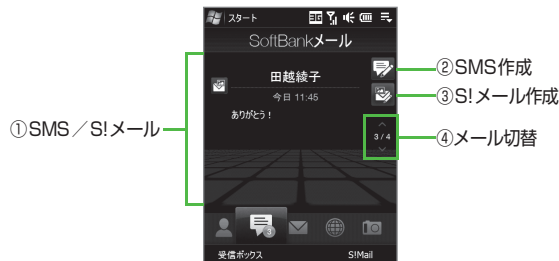 スタート
SoftBankメール
田越綾子
今日 11:45
ありがとう！
3 / 4
3
受信ボックス
S!Mail
①SMS／S!メール
②SMS作成
③S!メール作成
④メール切替
3G